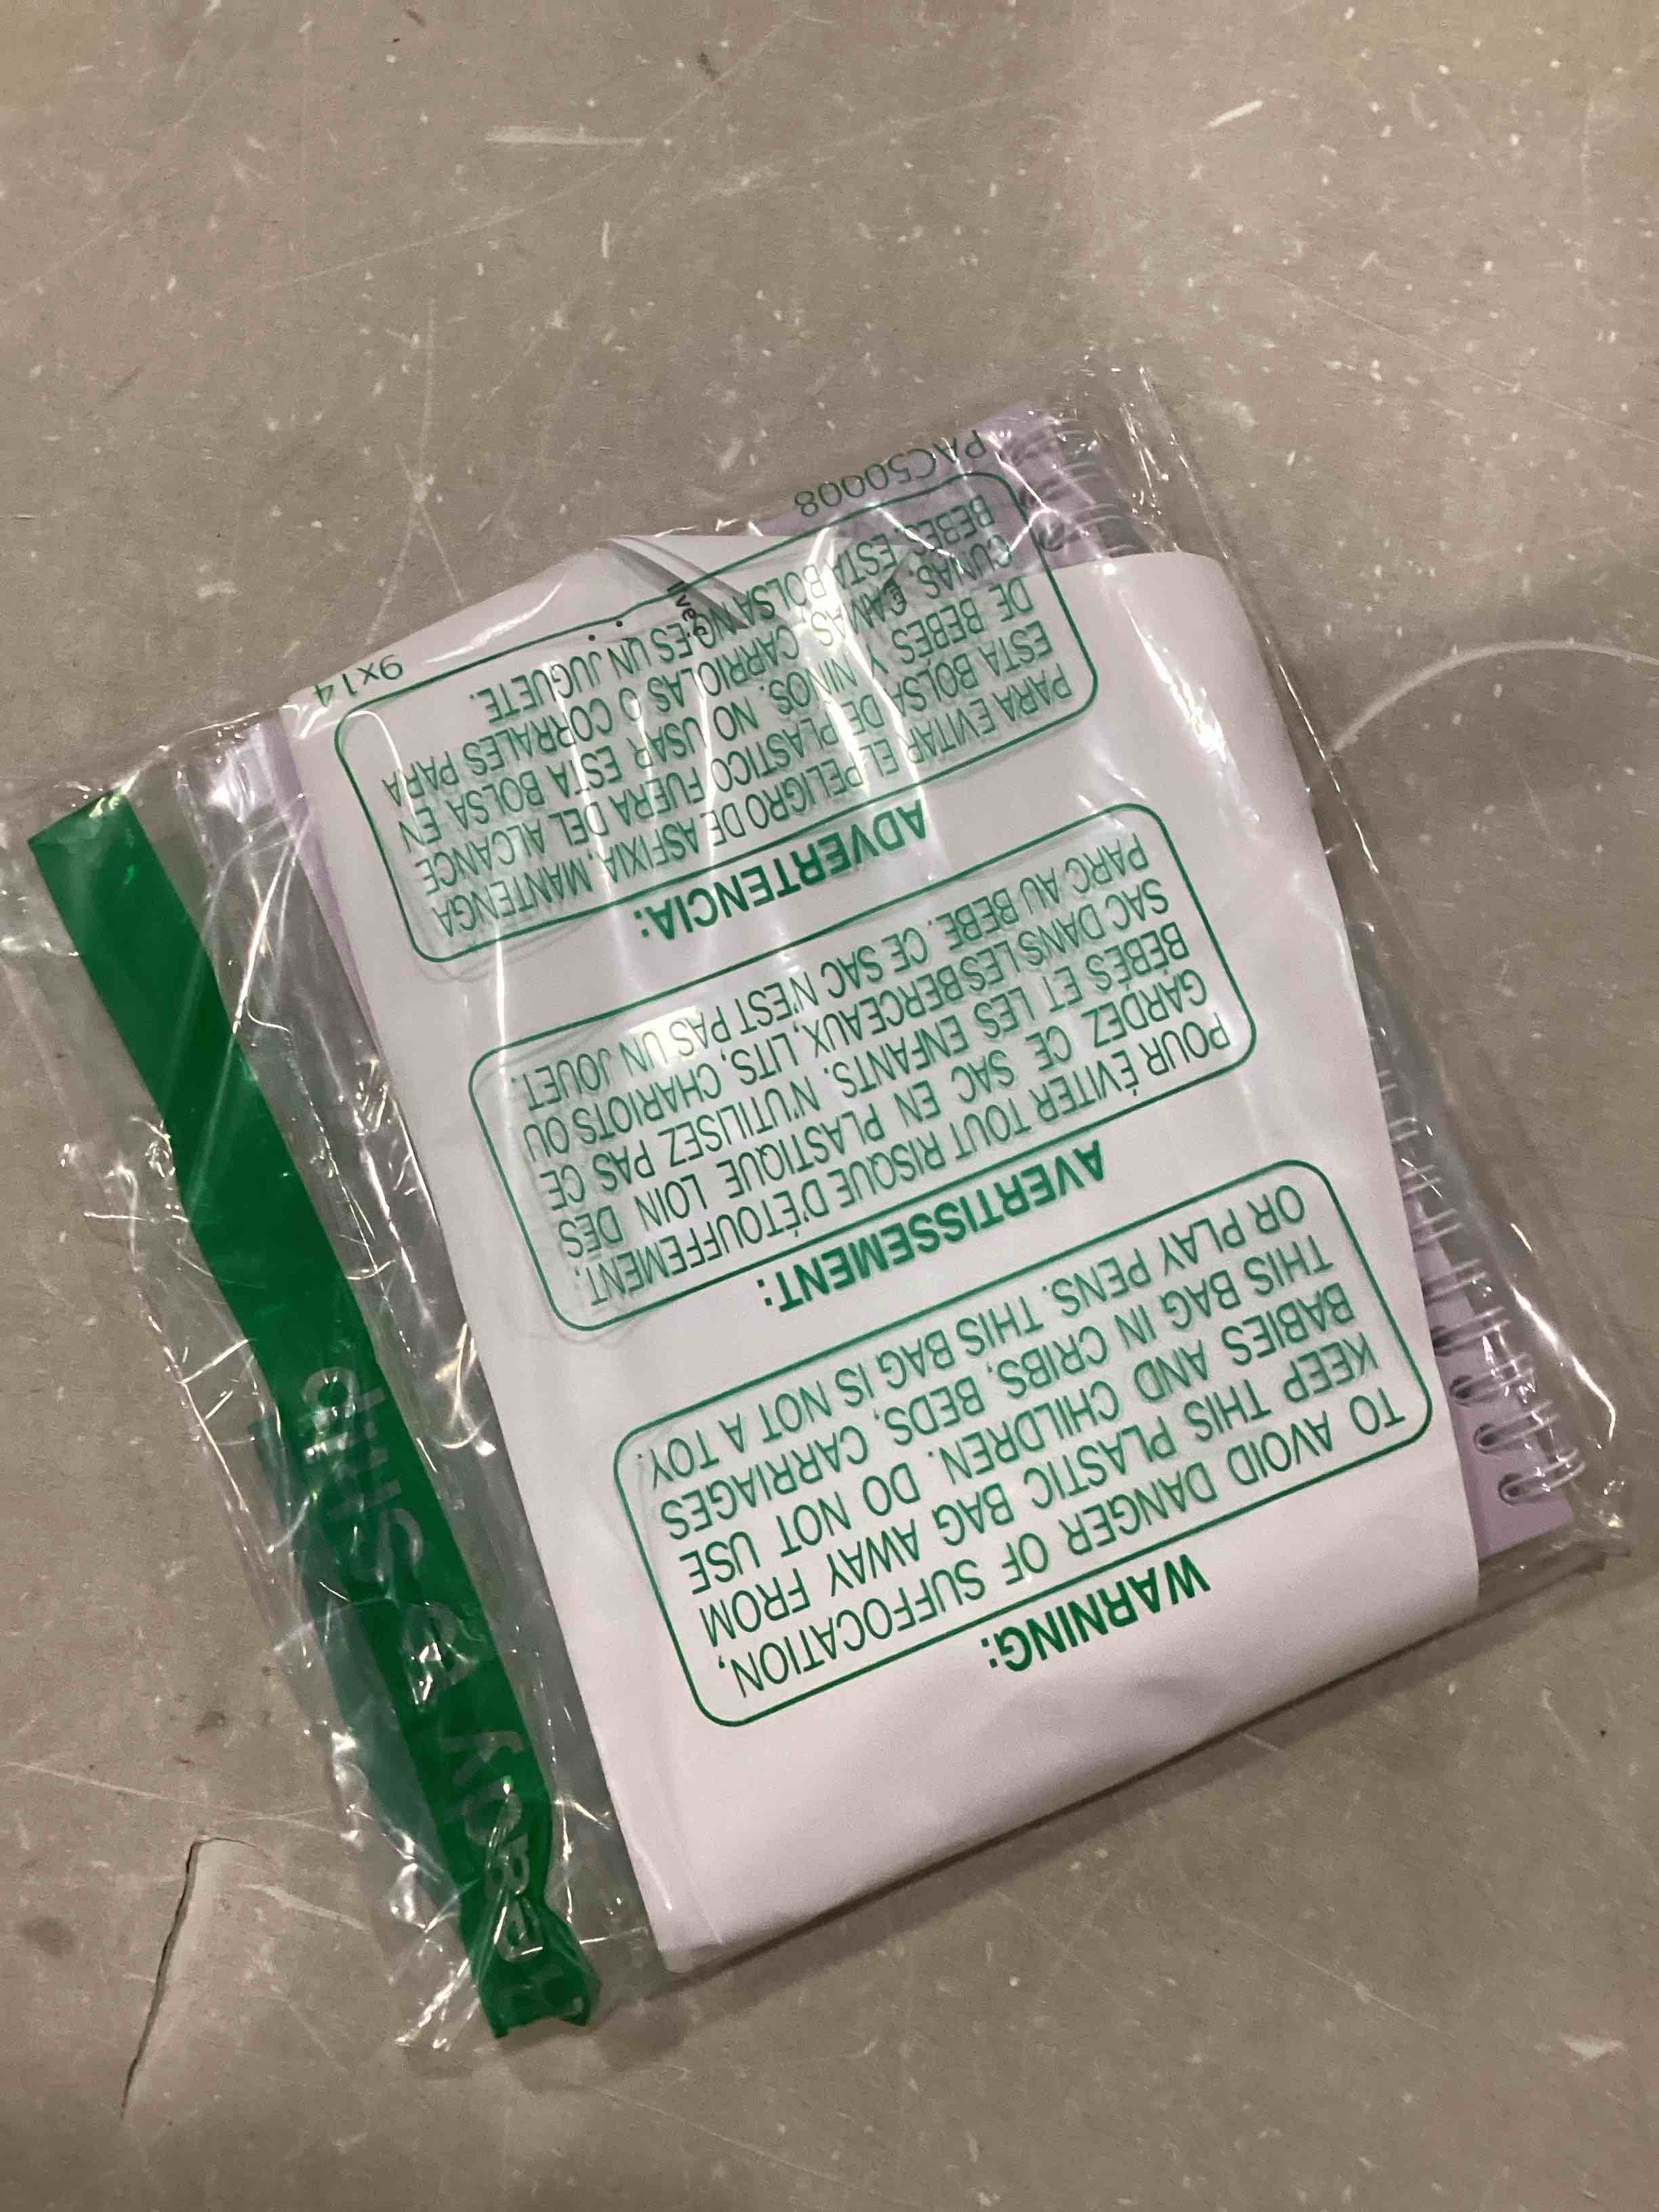 WARNING:
TO AVOID DANGER OF SUFFOCATION,
KEEP THIS PLASTIC BAG AWAY FROM
BABIES AND CHILDREN. DO NOT USE
THIS BAG IN CRIBS, BEDS, CARRIAGES
OR PLAY PENS. THIS BAG IS NOT A TOY.
AVERTISSEMENT:
POUR ÉVITER TOUT RISQUE D'ÉTOUFFEMENT,
GARDEZ CE SAC EN PLASTIQUE LOIN DES
BÉBÉS ET LES ENFANTS. N'UTILISEZ PAS CE
SAC DANS LES BERCEAUX, LITS, CHARIOTS OU
PARC AU BEBE. CE SAC N'EST PAS UN JOUET.
ADVERTENCIA:
PARA EVITAR EL PELIGRO DE ASFIXIA, MANTENGA
ESTA BOLSA DE PLASTICO FUERA DEL ALCANCE
DE BEBES Y NINOS. NO USAR ESTA BOLSA EN
CUNAS, CAMAS, CARRIOLAS O CORRALES PARA
BEBES. ESTA BOLSA NO ES UN JUGUETE.
PAC50008
9x14